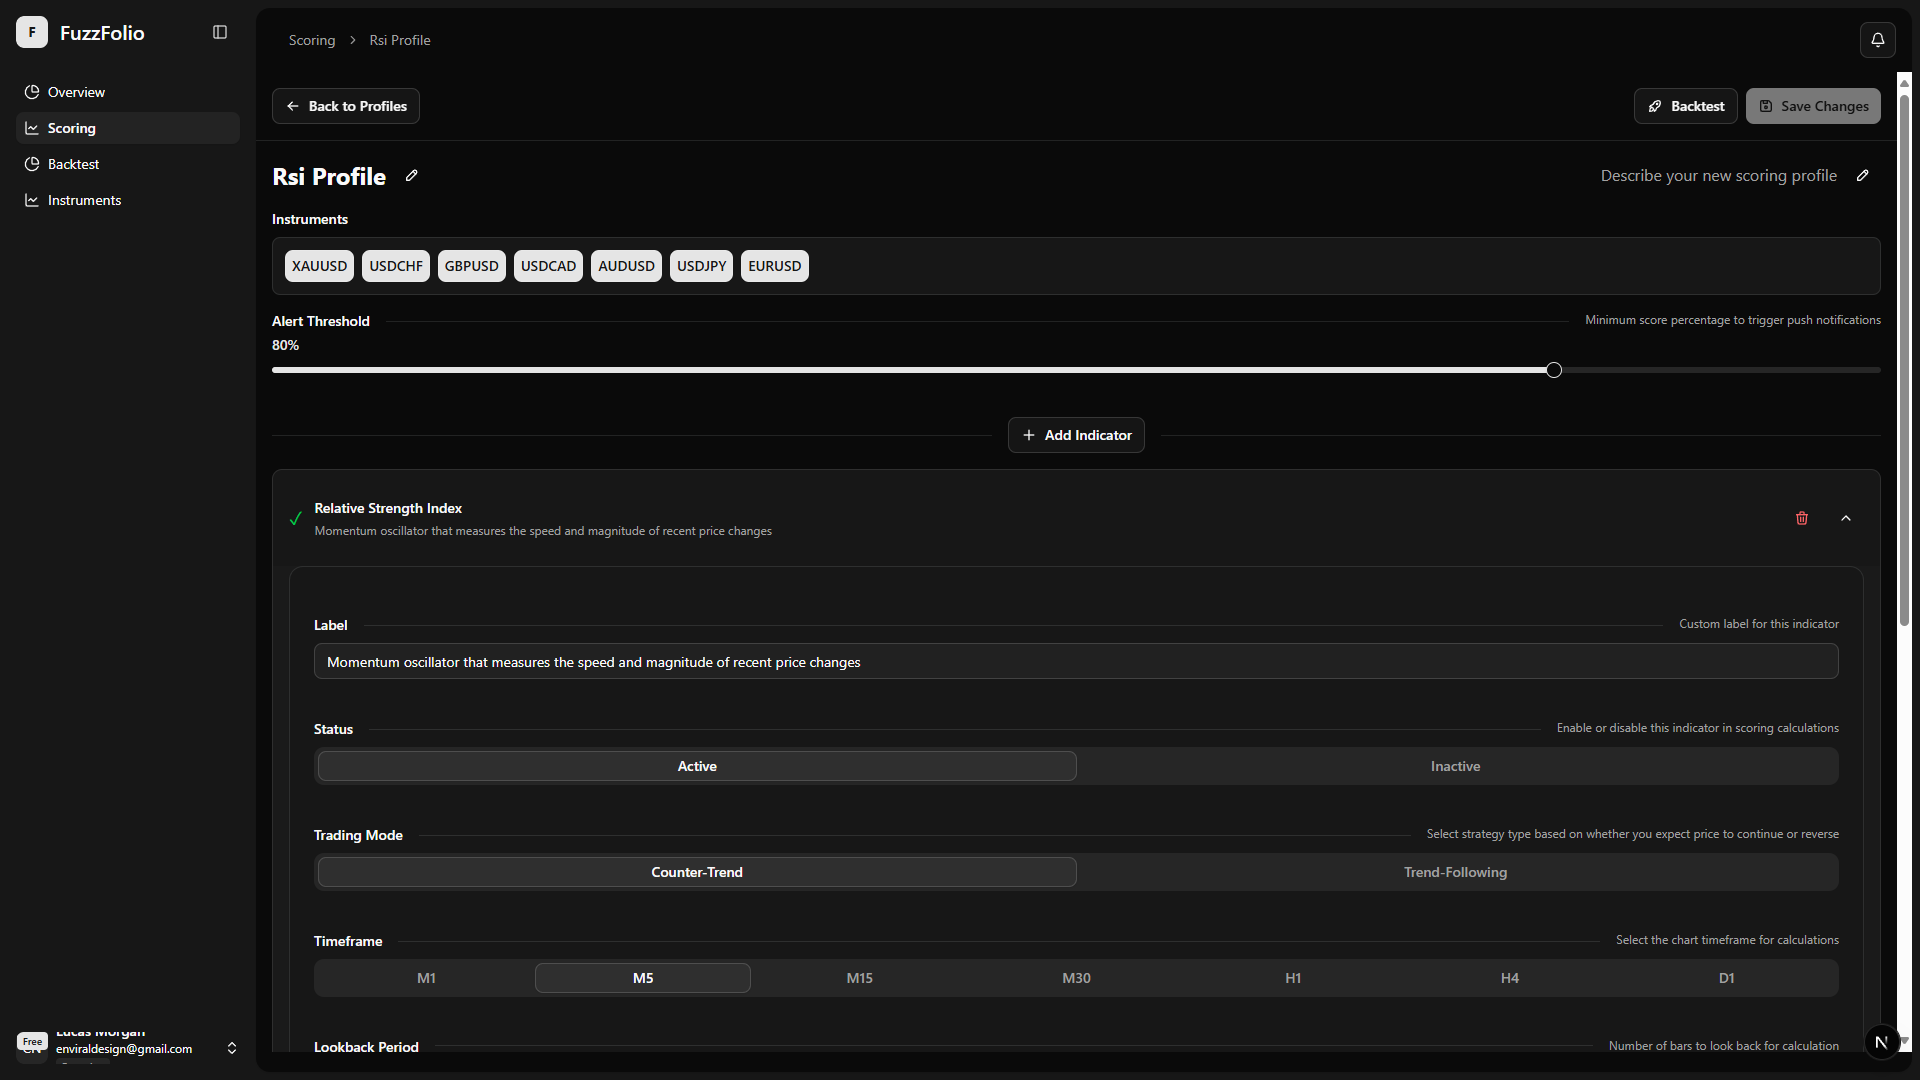 F
FuzzFolio
Overview
Scoring
Backtest
Instruments
Scoring
Rsi Profile
Back to Profiles
Backtest
Save Changes
Rsi Profile
Describe your new scoring profile
Instruments
XAUUSD USDCHF GBPUSD USDCAD AUDUSD USDJPY EURUSD
Alert Threshold
Minimum score percentage to trigger push notifications
80%
Add Indicator
Relative Strength Index
Momentum oscillator that measures the speed and magnitude of recent price changes
Label
Custom label for this indicator
Momentum oscillator that measures the speed and magnitude of recent price changes
Status
Enable or disable this indicator in scoring calculations
Active Inactive
Trading Mode
Select strategy type based on whether you expect price to continue or reverse
Counter-Trend Trend-Following
Timeframe
Select the chart timeframe for calculations
M1 M5 M15 M30 H1 H4 D1
Lookback Period
Number of bars to look back for calculation
Lucas Morgan
Free
CN
enviraldesign@gmail.com
N